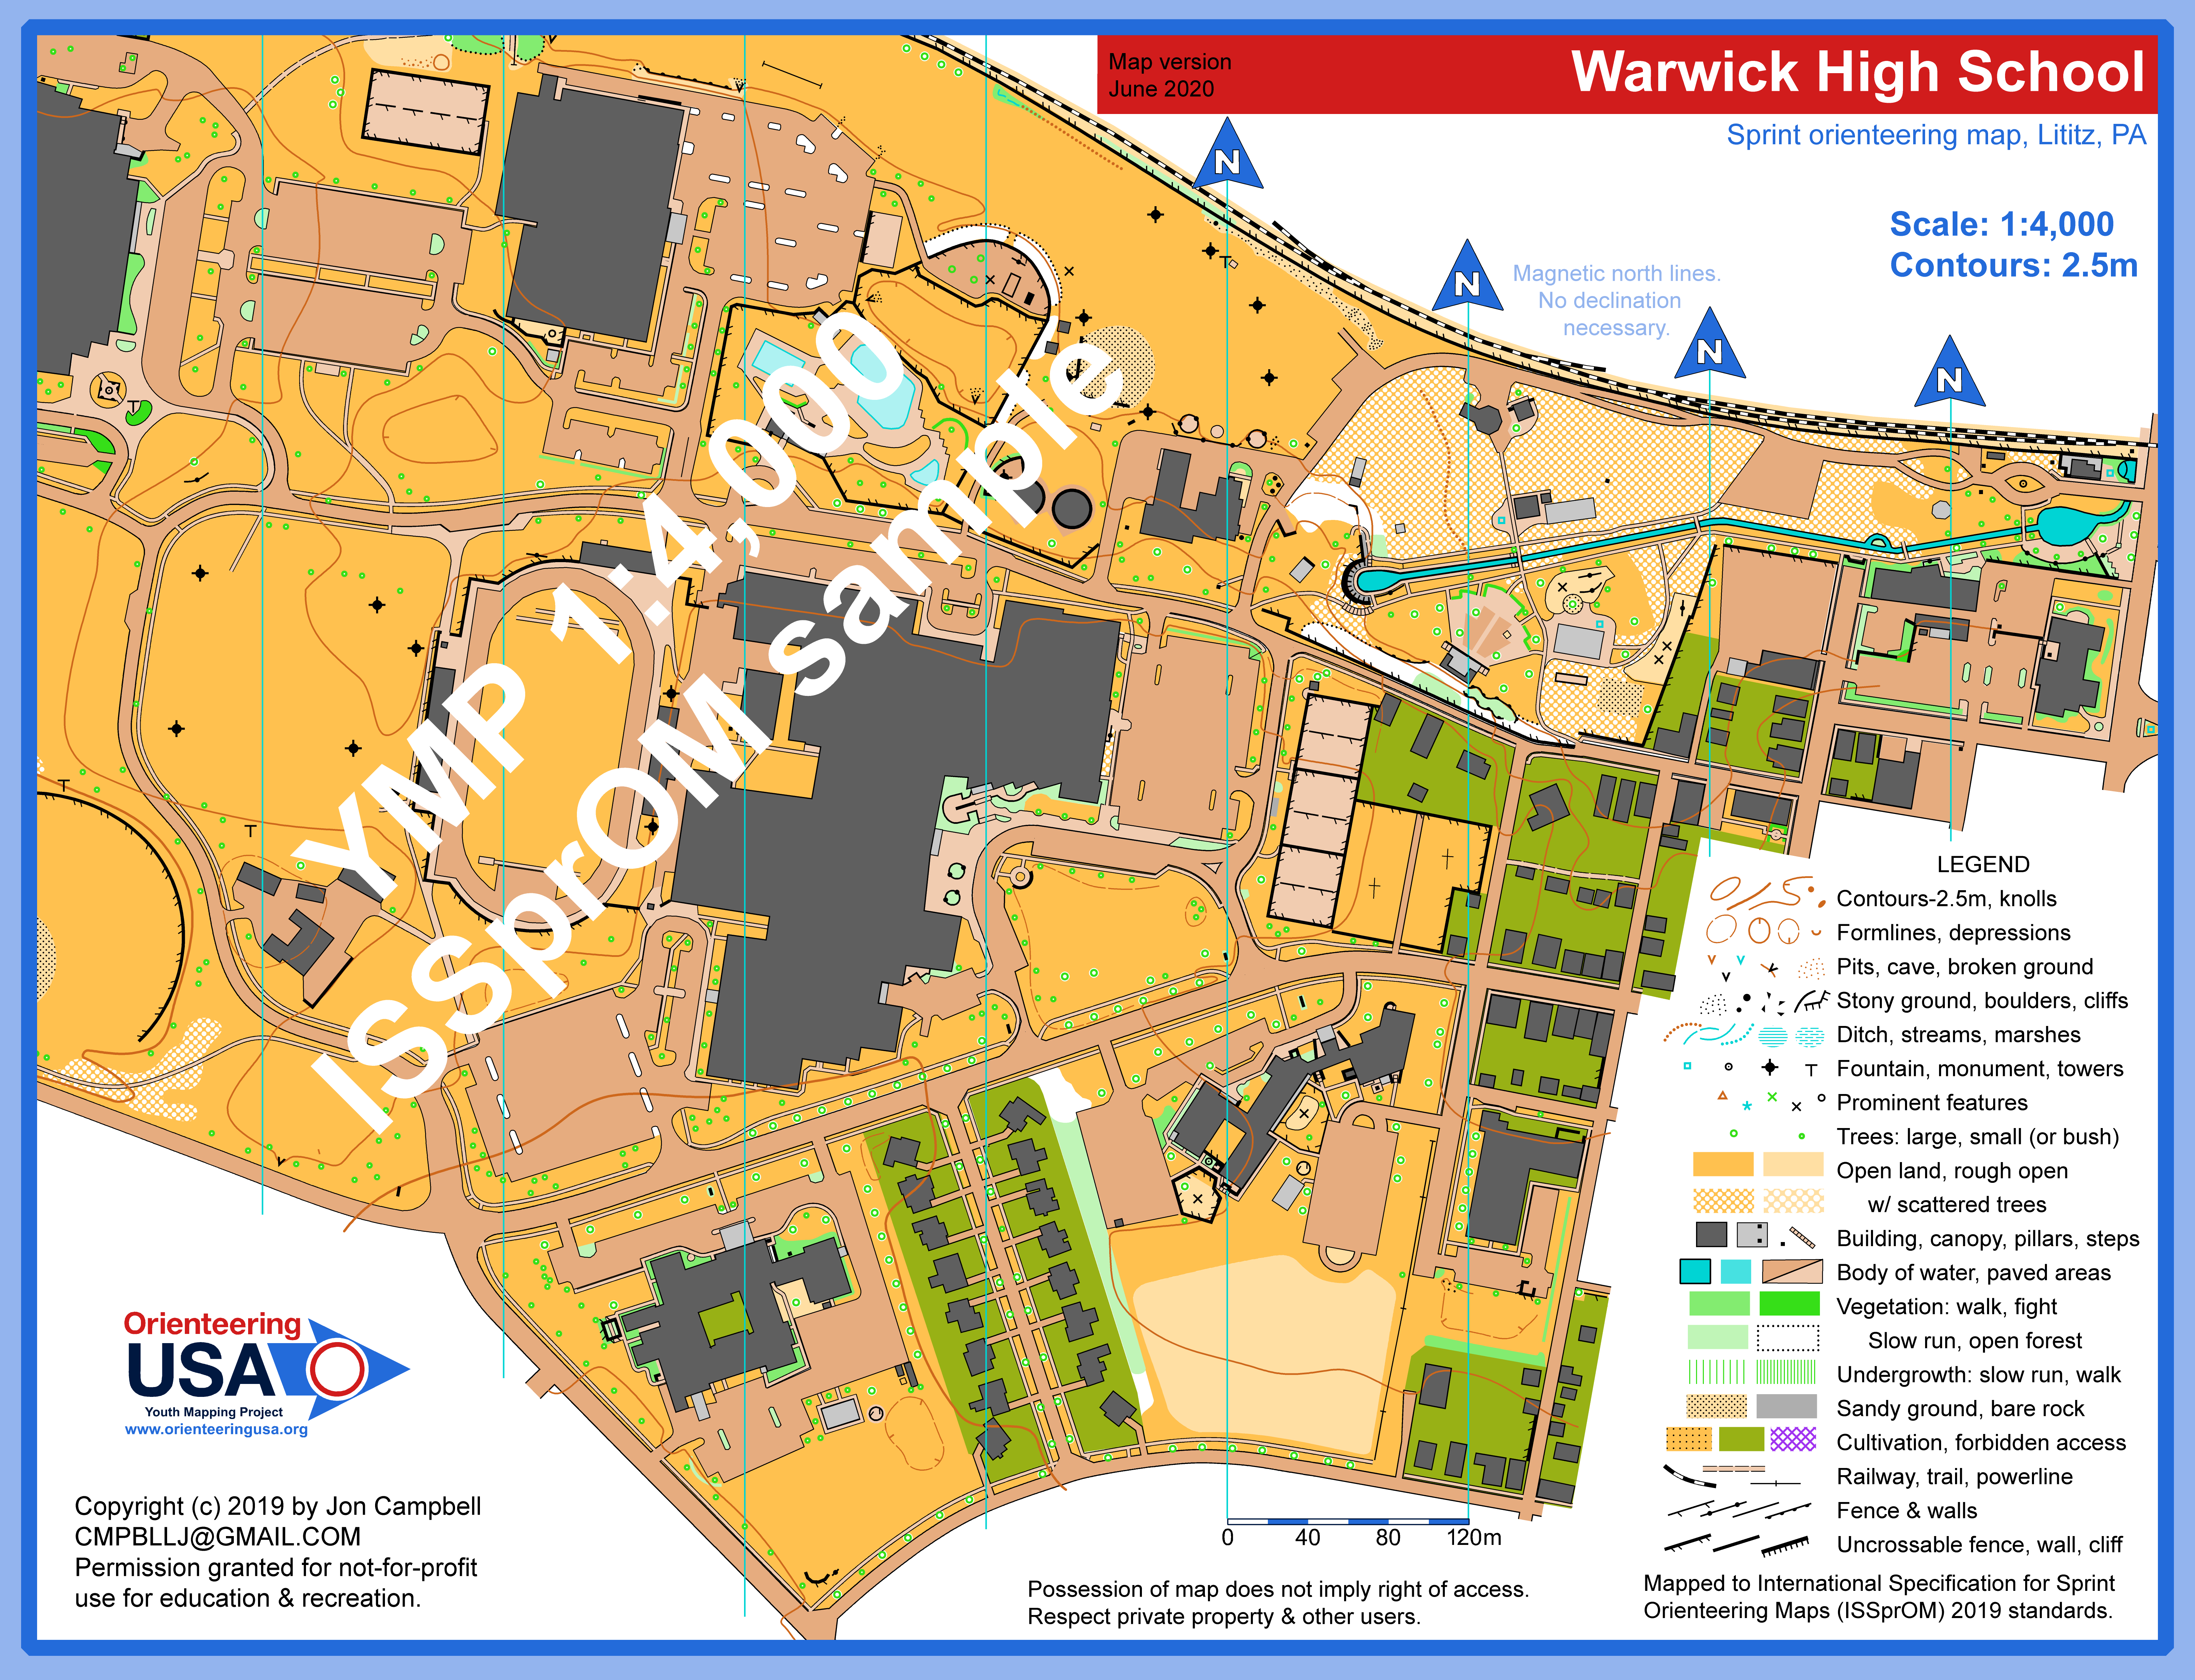 Map version
June 2020
Warwick High School
Sprint orienteering map, Lititz, PA
Scale: 1:4,000
Contours: 2.5m
N
N
N
N
Magnetic north lines.
No declination
necessary.
YMP 1:4,000
ISSprOM sample
LEGEND
Contours-2.5m, knolls
Formlines, depressions
Pits, cave, broken ground
Stony ground, boulders, cliffs
Ditch, streams, marshes
Fountain, monument, towers
Prominent features
Trees: large, small (or bush)
Open land, rough open
w/ scattered trees
Building, canopy, pillars, steps
Body of water, paved areas
Vegetation: walk, fight
Slow run, open forest
Undergrowth: slow run, walk
Sandy ground, bare rock
Cultivation, forbidden access
Railway, trail, powerline
Fence & walls
Uncrossable fence, wall, cliff
Mapped to International Specification for Sprint
Orienteering Maps (ISSprOM) 2019 standards.
Orienteering
USA
Youth Mapping Project
www.orienteeringusa.org
Copyright (c) 2019 by Jon Campbell
CMPBLLJ@GMAIL.COM
Permission granted for not-for-profit
use for education & recreation.
0 40 80 120m
Possession of map does not imply right of access.
Respect private property & other users.